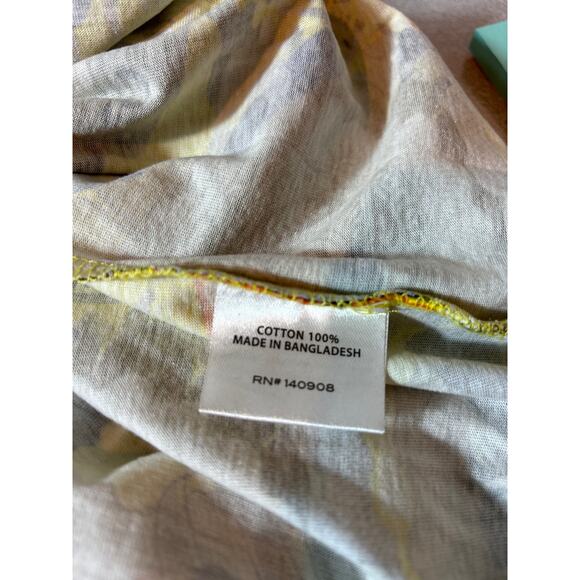 COTTON 100%
MADE IN BANGLADESH
RN# 140908